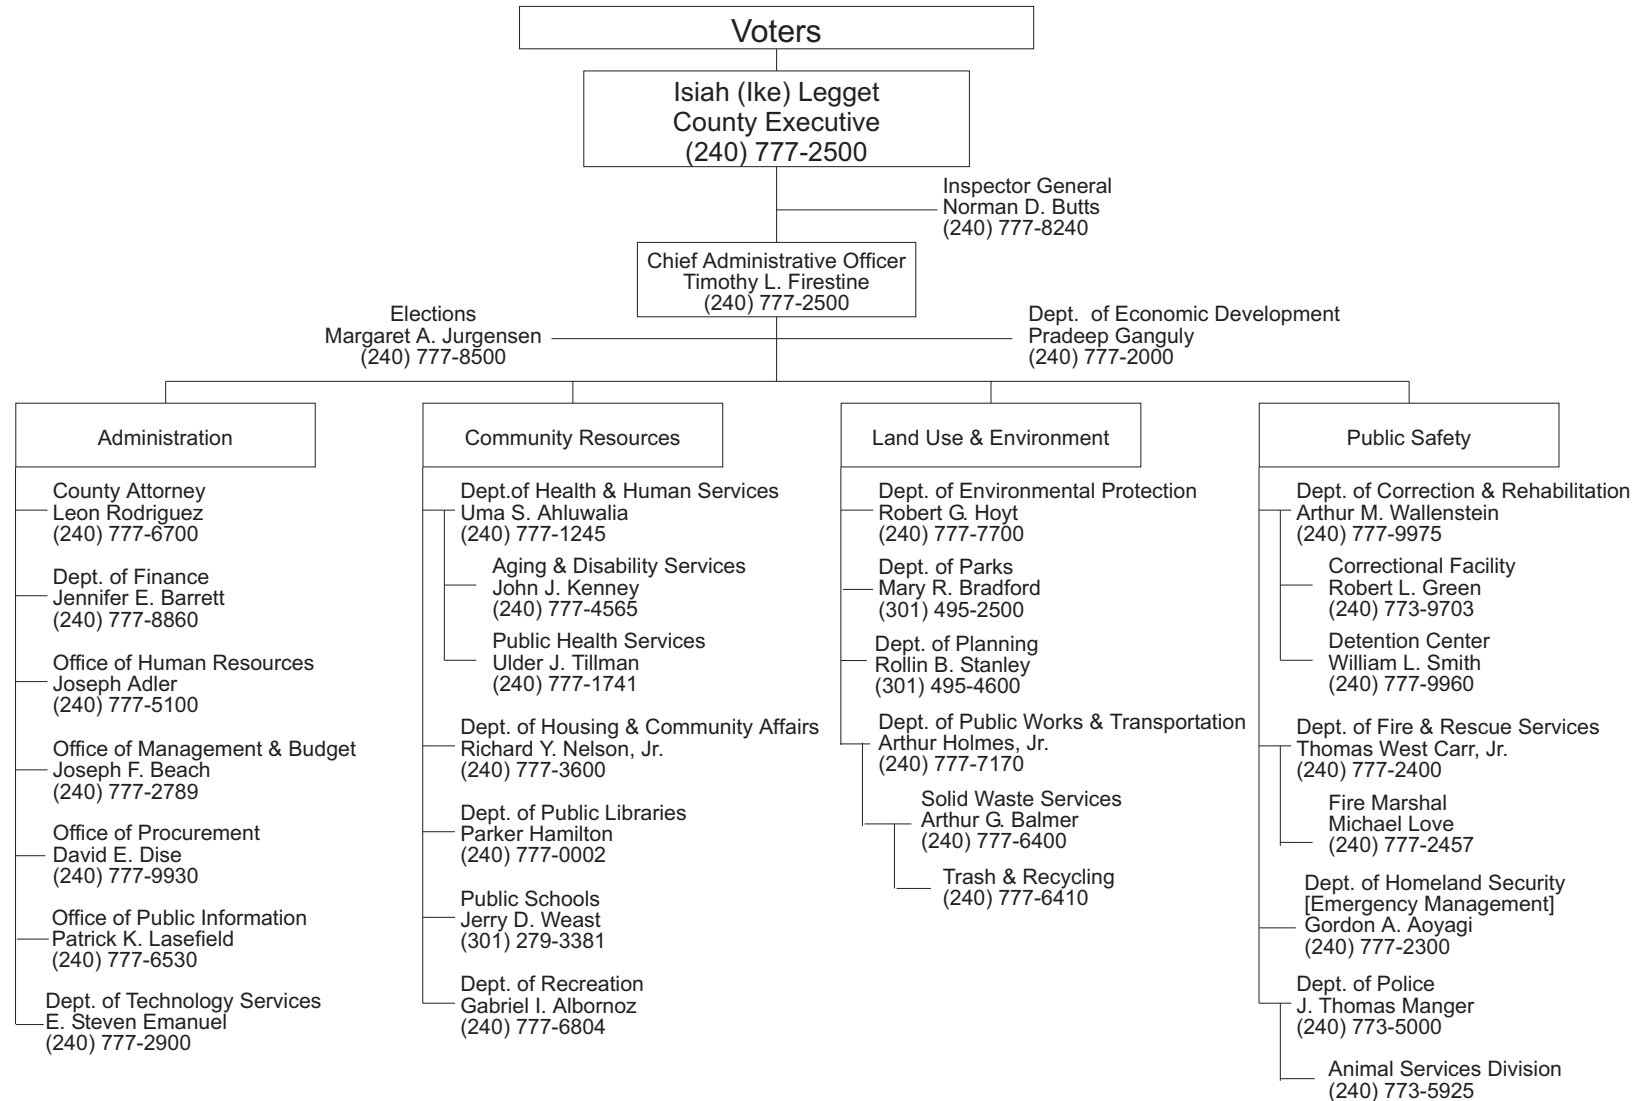 Voters
Isiah (Ike) Legget
County Executive
(240) 777-2500
Inspector General
Norman D. Butts
(240) 777-8240
Chief Administrative Officer
Timothy L. Firestine
(240) 777-2500
Elections
Margaret A. Jurgensen
(240) 777-8500
Dept. of Economic Development
Pradeep Ganguly
(240) 777-2000
Administration
County Attorney
Leon Rodriguez
(240) 777-6700
Dept. of Finance
Jennifer E. Barrett
(240) 777-8860
Office of Human Resources
Joseph Adler
(240) 777-5100
Office of Management & Budget
Joseph F. Beach
(240) 777-2789
Office of Procurement
David E. Dise
(240) 777-9930
Office of Public Information
Patrick K. Lasefield
(240) 777-6530
Dept. of Technology Services
E. Steven Emanuel
(240) 777-2900
Community Resources
Dept.of Health & Human Services
Uma S. Ahluwalia
(240) 777-1245
Aging & Disability Services
John J. Kenney
(240) 777-4565
Public Health Services
Ulder J. Tillman
(240) 777-1741
Dept. of Housing & Community Affairs
Richard Y. Nelson, Jr.
(240) 777-3600
Dept. of Public Libraries
Parker Hamilton
(240) 777-0002
Public Schools
Jerry D. Weast
(301) 279-3381
Dept. of Recreation
Gabriel I. Albornoz
(240) 777-6804
Land Use & Environment
Dept. of Environmental Protection
Robert G. Hoyt
(240) 777-7700
Dept. of Parks
Mary R. Bradford
(301) 495-2500
Dept. of Planning
Rollin B. Stanley
(301) 495-4600
Dept. of Public Works & Transportation
Arthur Holmes, Jr.
(240) 777-7170
Solid Waste Services
Arthur G. Balmer
(240) 777-6400
Trash & Recycling
(240) 777-6410
Public Safety
Dept. of Correction & Rehabilitation
Arthur M. Wallenstein
(240) 777-9975
Correctional Facility
Robert L. Green
(240) 773-9703
Detention Center
William L. Smith
(240) 777-9960
Dept. of Fire & Rescue Services
Thomas West Carr, Jr.
(240) 777-2400
Fire Marshal
Michael Love
(240) 777-2457
Dept. of Homeland Security
[Emergency Management]
Gordon A. Aoyagi
(240) 777-2300
Dept. of Police
J. Thomas Manger
(240) 773-5000
Animal Services Division
(240) 773-5925